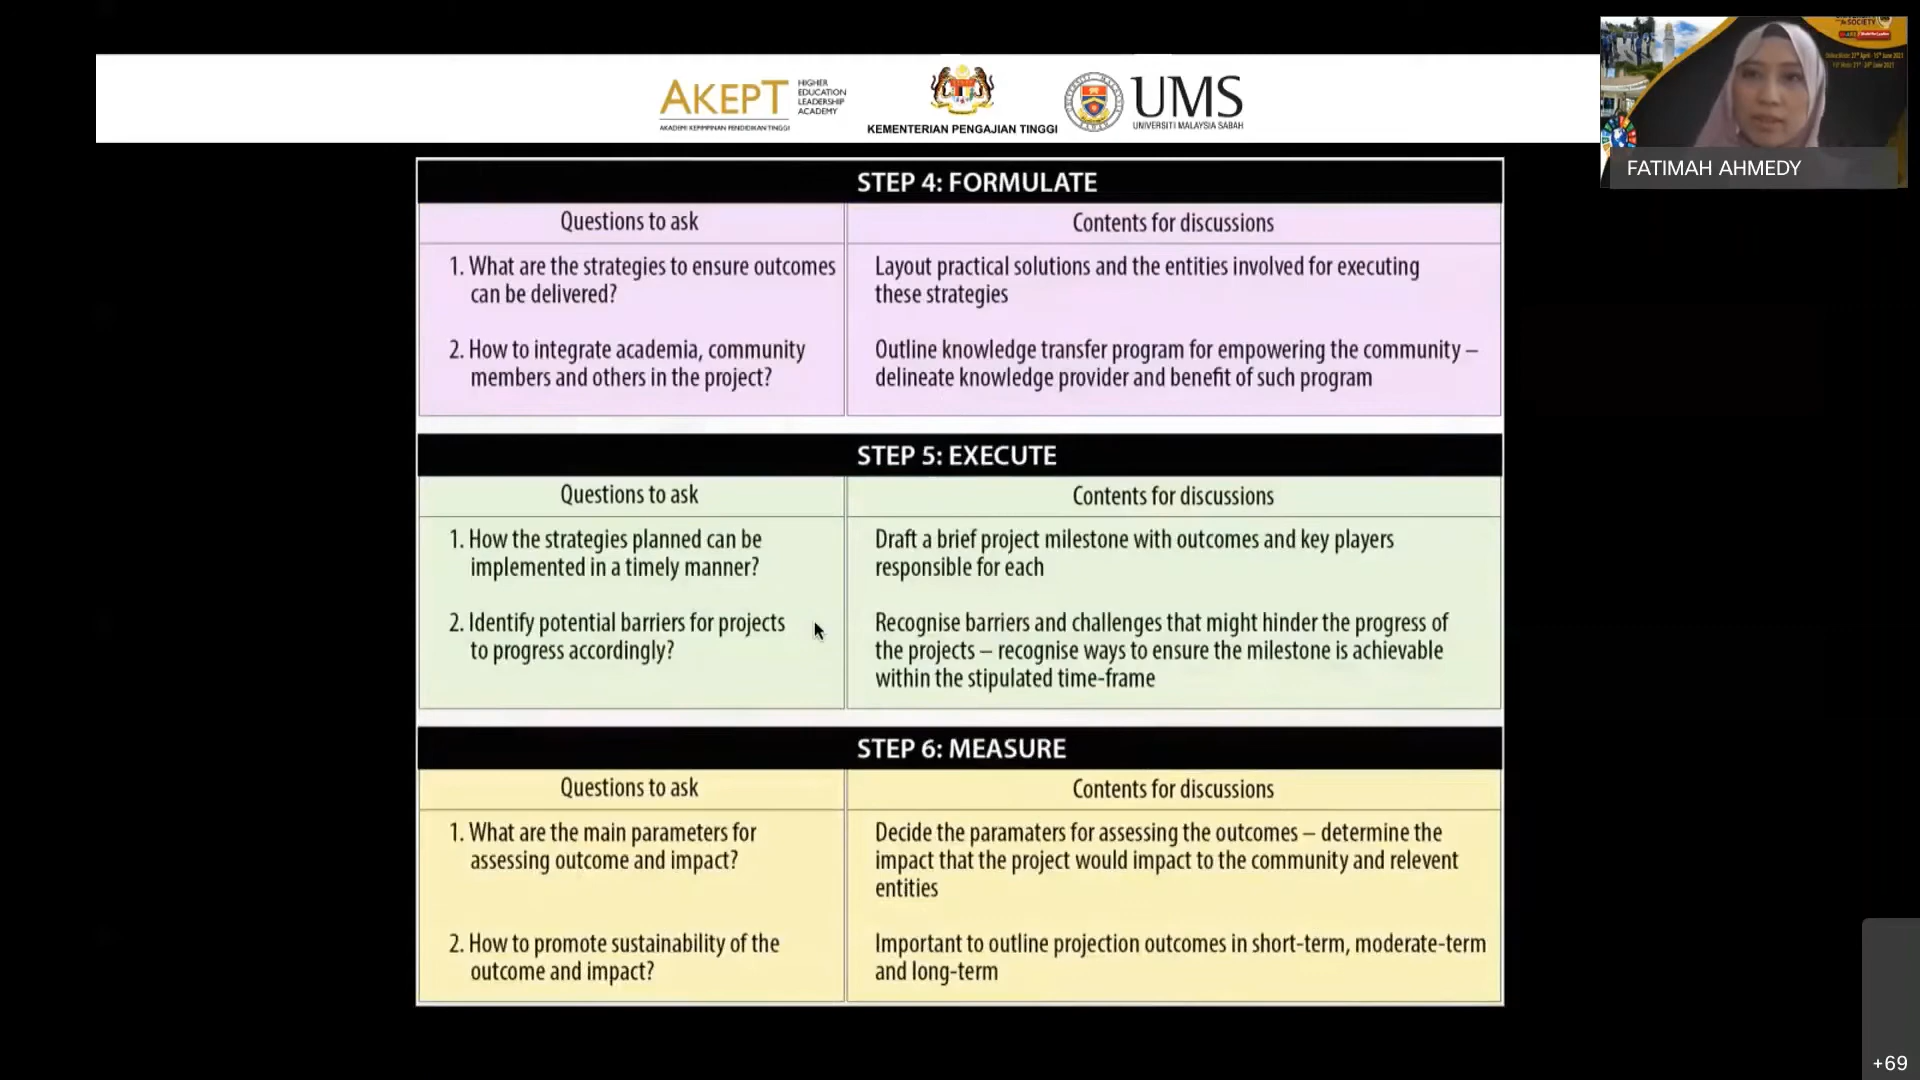 AKEPT
HIGHER
EDUCATION
LEADERSHIP
ACADEMY
AKADEMI KEPIMPINAN PENDIDIKAN TINGGI
KEMENTERIAN PENGAJIAN TINGGI
UMS
UNIVERSITI MALAYSIA SABAH
FATIMAH AHMEDY
STEP 4: FORMULATE
Questions to ask
Contents for discussions
1. What are the strategies to ensure outcomes
can be delivered?
Layout practical solutions and the entities involved for executing
these strategies
2. How to integrate academia, community
members and others in the project?
Outline knowledge transfer program for empowering the community –
delineate knowledge provider and benefit of such program
STEP 5: EXECUTE
Questions to ask
Contents for discussions
1. How the strategies planned can be
implemented in a timely manner?
Draft a brief project milestone with outcomes and key players
responsible for each
2. Identify potential barriers for projects
to progress accordingly?
Recognise barriers and challenges that might hinder the progress of
the projects – recognise ways to ensure the milestone is achievable
within the stipulated time-frame
STEP 6: MEASURE
Questions to ask
Contents for discussions
1. What are the main parameters for
assessing outcome and impact?
Decide the paramaters for assessing the outcomes – determine the
impact that the project would impact to the community and relevent
entities
2. How to promote sustainability of the
outcome and impact?
Important to outline projection outcomes in short-term, moderate-term
and long-term
+69